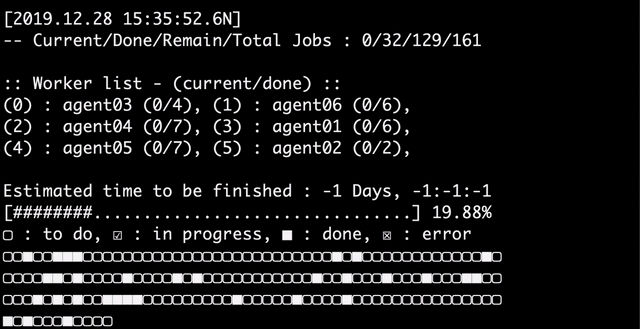 [2019.12.28 15:35:52.6N]
-- Current/Done/Remain/Total Jobs : 0/32/129/161
:: Worker list - (current/done) ::
(0) : agent03 (0/4), (1) : agent06 (0/6),
(2) : agent04 (0/7), (3) : agent01 (0/6),
(4) : agent05 (0/7), (5) : agent02 (0/2),
Estimated time to be finished : -1 Days, -1:-1:-1
[########................................] 19.88%
▢ : to do, ☑ : in progress, ■ : done, ☒ : error